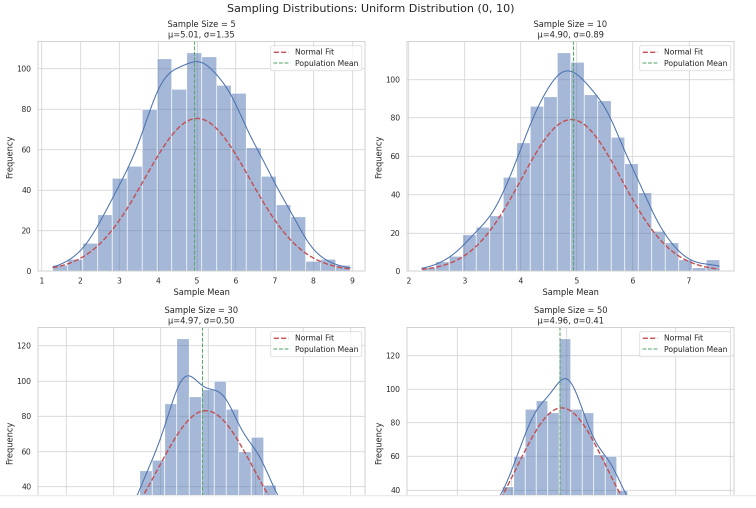 Sampling Distributions: Uniform Distribution (0, 10)
Sample Size = 5
μ=5.01, σ=1.35
Normal Fit
Population Mean
Frequency
100
80
60
40
20
0
1 2 3 4 5 6 7 8 9
Sample Mean
Sample Size = 10
μ=4.90, σ=0.89
Normal Fit
Population Mean
Frequency
100
80
60
40
20
0
2 3 4 5 6 7
Sample Mean
Sample Size = 30
μ=4.97, σ=0.50
Normal Fit
Population Mean
Frequency
120
100
80
60
40
Sample Size = 50
μ=4.96, σ=0.41
Normal Fit
Population Mean
Frequency
120
100
80
60
40